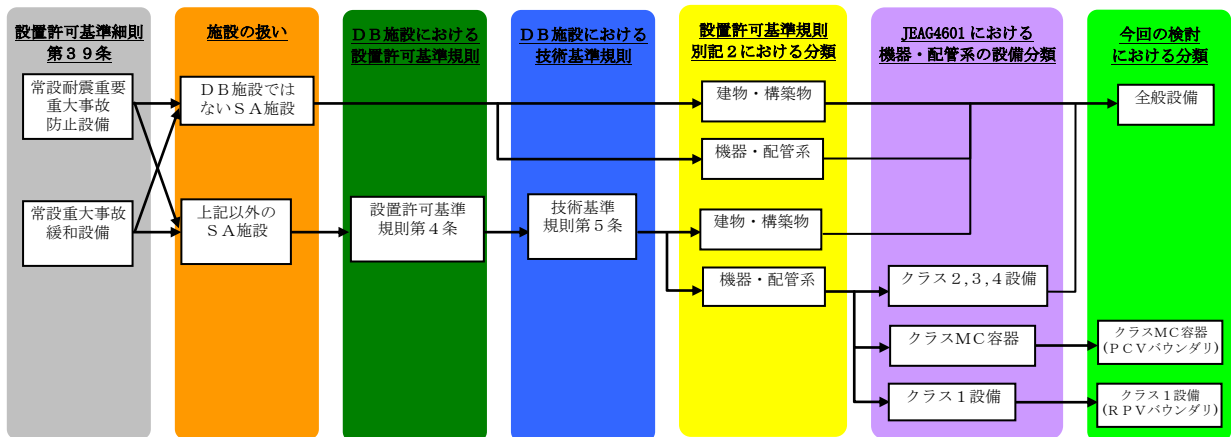 設置許可基準細則
第39条
常設耐震重要
重大事故
防止設備
常設重大事故
緩和設備
施設の扱い
DB施設では
ないSA施設
上記以外の
SA施設
DB施設における
設置許可基準規則
設置許可基準
規則第4条
DB施設における
技術基準規則
技術基準
規則第5条
設置許可基準規則
別記2における分類
建物・構築物
機器・配管系
建物・構築物
機器・配管系
JEAG4601における
機器・配管系の設備分類
クラス2,3,4設備
クラスMC容器
クラス1設備
今回の検討
における分類
全般設備
クラスMC容器
(PCVバウンダリ)
クラス1設備
(RPVバウンダリ)